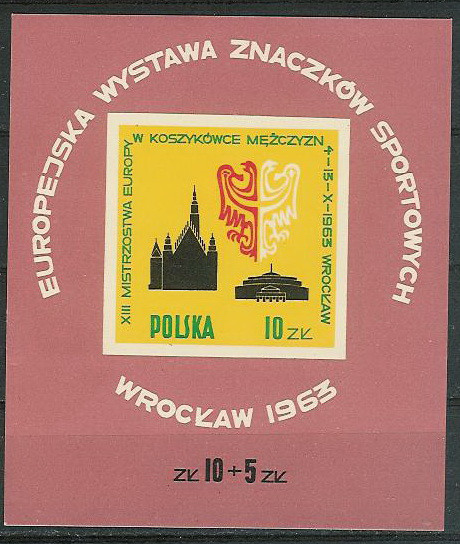 EUROPEJSKA WYSTAWA ZNACZKÓW SPORTOWYCH
XIII MISTRZOSTWA EUROPY
W KOSZYKÓWCE MĘŻCZYZN
4-13-X-1963 WROCŁAW
POLSKA 10 ZŁ
WROCŁAW 1963
ZŁ 10+5 ZŁ